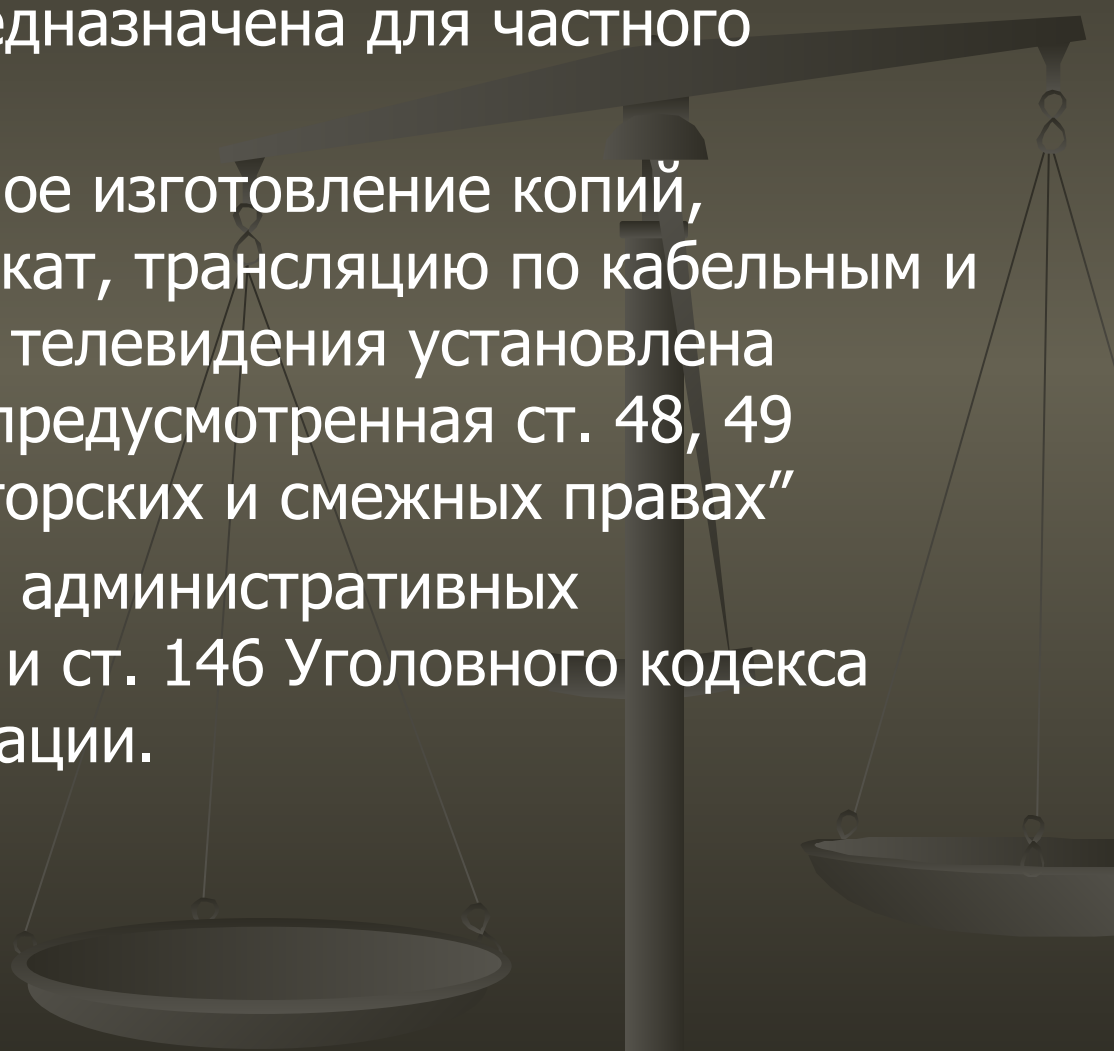 едназначена для частного
ое изготовление копий,
кат, трансляцию по кабельным и
телевидения установлена
предусмотренная ст. 48, 49
торских и смежных правах”
административных
и ст. 146 Уголовного кодекса
ации.